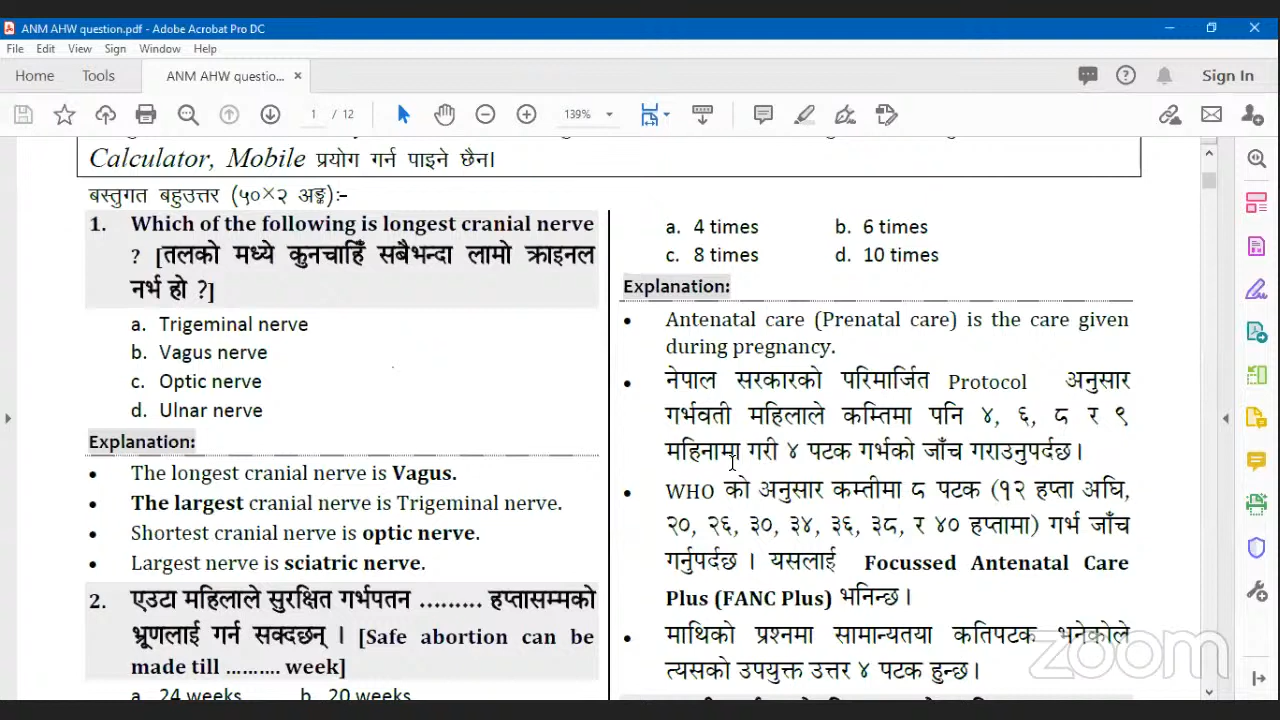 ANM AHW question.pdf - Adobe Acrobat Pro DC
File Edit View Sign Window Help
Home Tools ANM AHW questio... × Sign In
1 / 12 139%
Calculator, Mobile प्रयोग गर्न पाइने छैन।
बस्तुगत बहुउत्तर (५०×२ अङ्क):-
1. Which of the following is longest cranial nerve
? [तलको मध्ये कुनचाहिँ सबैभन्दा लामो क्राइनल
नर्भ हो ?]
a. Trigeminal nerve
b. Vagus nerve
c. Optic nerve
d. Ulnar nerve
Explanation:
• The longest cranial nerve is Vagus.
• The largest cranial nerve is Trigeminal nerve.
• Shortest cranial nerve is optic nerve.
• Largest nerve is sciatric nerve.
2. एउटा महिलाले सुरक्षित गर्भपतन ......... हप्तासम्मको
भ्रूणलाई गर्न सक्दछन् । [Safe abortion can be
made till .......... week]
a. 24 weeks b. 20 weeks
a. 4 times b. 6 times
c. 8 times d. 10 times
Explanation:
• Antenatal care (Prenatal care) is the care given
during pregnancy.
• नेपाल सरकारको परिमार्जित Protocol अनुसार
गर्भवती महिलाले कम्तिमा पनि ४, ६, ८ र ९
महिनामा गरी ४ पटक गर्भको जाँच गराउनुपर्दछ।
• WHO को अनुसार कम्तीमा ८ पटक (१२ हप्ता अघि,
२०, २६, ३०, ३४, ३६, ३८, र ४० हप्तामा) गर्भ जाँच
गर्नुपर्दछ । यसलाई Focussed Antenatal Care
Plus (FANC Plus) भनिन्छ।
• माथिको प्रश्नमा सामान्यतया कतिपटक भनेकोले
त्यसको उपयुक्त उत्तर ४ पटक हुन्छ।
zoom